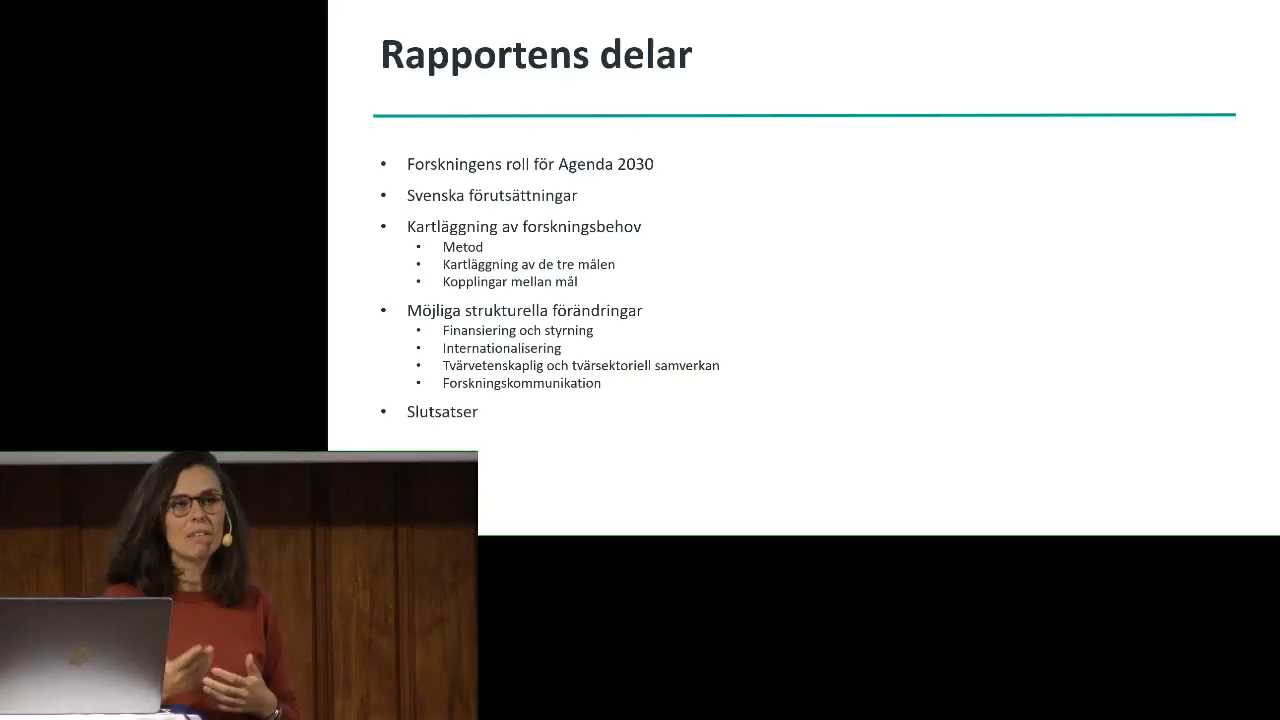 Rapportens delar
• Forskningens roll för Agenda 2030
• Svenska förutsättningar
• Kartläggning av forskningsbehov
• Metod
• Kartläggning av de tre målen
• Kopplingar mellan mål
• Möjliga strukturella förändringar
• Finansiering och styrning
• Internationalisering
• Tvärvetenskaplig och tvärsektoriell samverkan
• Forskningskommunikation
• Slutsatser